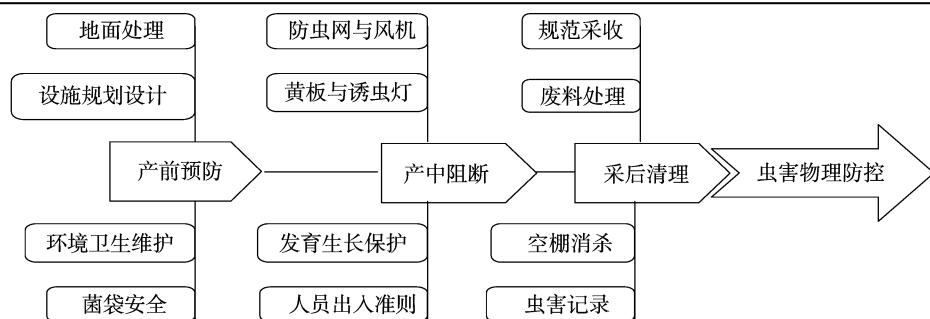 地面处理
防虫网与风机
规范采收
设施规划设计
黄板与诱虫灯
废料处理
产前预防
产中阻断
采后清理
虫害物理防控
环境卫生维护
发育生长保护
空棚消杀
菌袋安全
人员出入准则
虫害记录